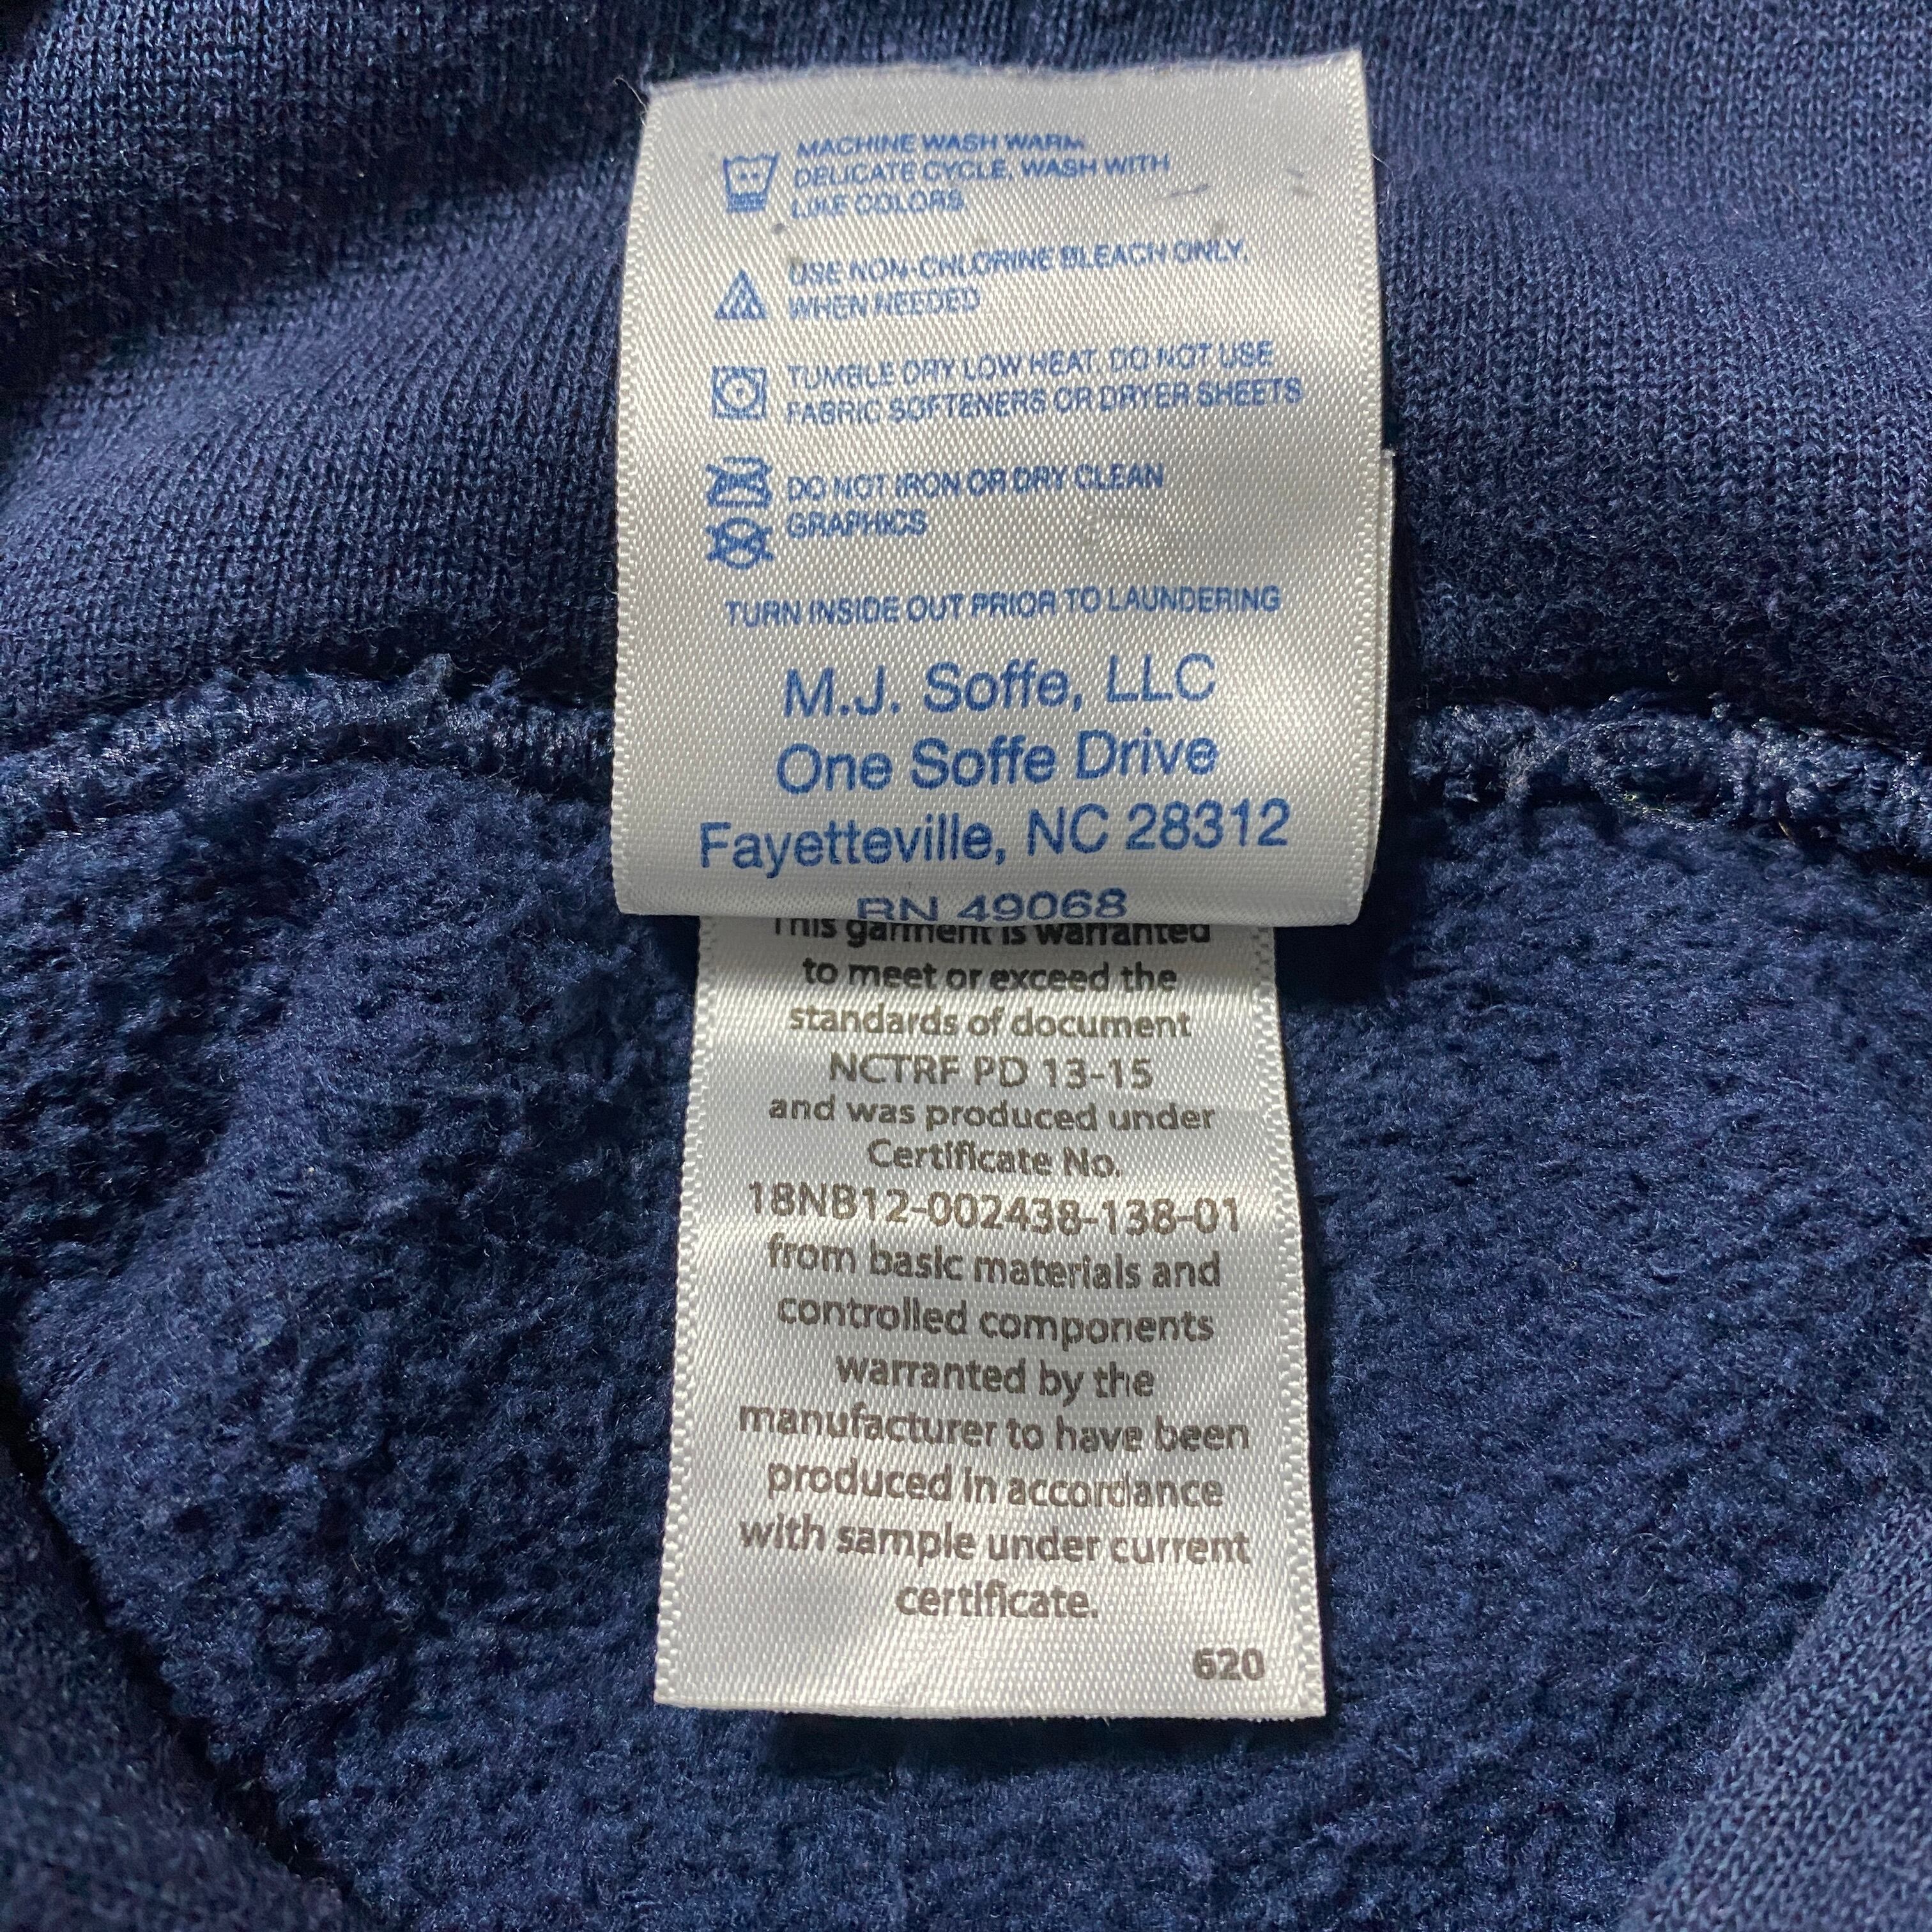 MACHINE WASH WARM
DELICATE CYCLE, WASH WITH
LIKE COLORS
USE NON-CHLORINE BLEACH ONLY,
WHEN NEEDED
TUMBLE DRY LOW HEAT DO NOT USE
FABRIC SOFTENERS OR DRYER SHEETS
DO NOT IRON OR DRY CLEAN
GRAPHICS
TURN INSIDE OUT PRIOR TO LAUNDERING
M.J. Soffe, LLC
One Soffe Drive
Fayetteville, NC 28312
RN 49068
This garment is warranted
to meet or exceed the
standards of document
NCTRF PD 13-15
and was produced under
Certificate No.
18NB12-002438-138-01
from basic materials and
controlled components
warranted by the
manufacturer to have been
produced in accordance
with sample under current
certificate.
620